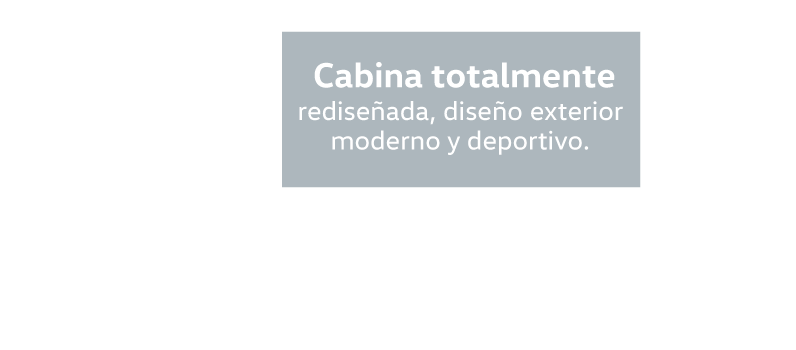 Cabina totalmente
rediseñada, diseño exterior
moderno y deportivo.